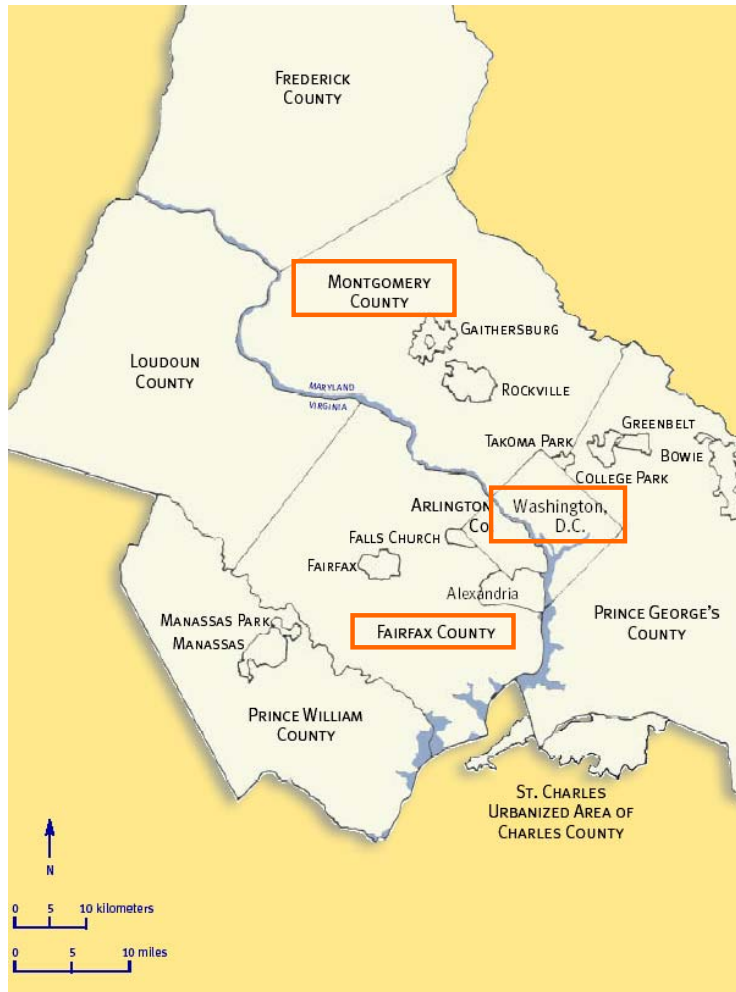 FREDERICK
COUNTY
MONTGOMERY
COUNTY
GAITHERSBURG
LOUDOUN
COUNTY
ROCKVILLE
MARYLAND
VIRGINIA
GREENBELT
TAKOMA PARK
BOWIE
COLLEGE PARK
ARLINGTON
CO
Washington,
D.C.
FALLS CHURCH
FAIRFAX
Alexandria
PRINCE GEORGE'S
COUNTY
MANASSAS PARK
MANASSAS
FAIRFAX COUNTY
PRINCE WILLIAM
COUNTY
ST. CHARLES
URBANIZED AREA OF
CHARLES COUNTY
N
0 5 10 kilometers
0 5 10 miles